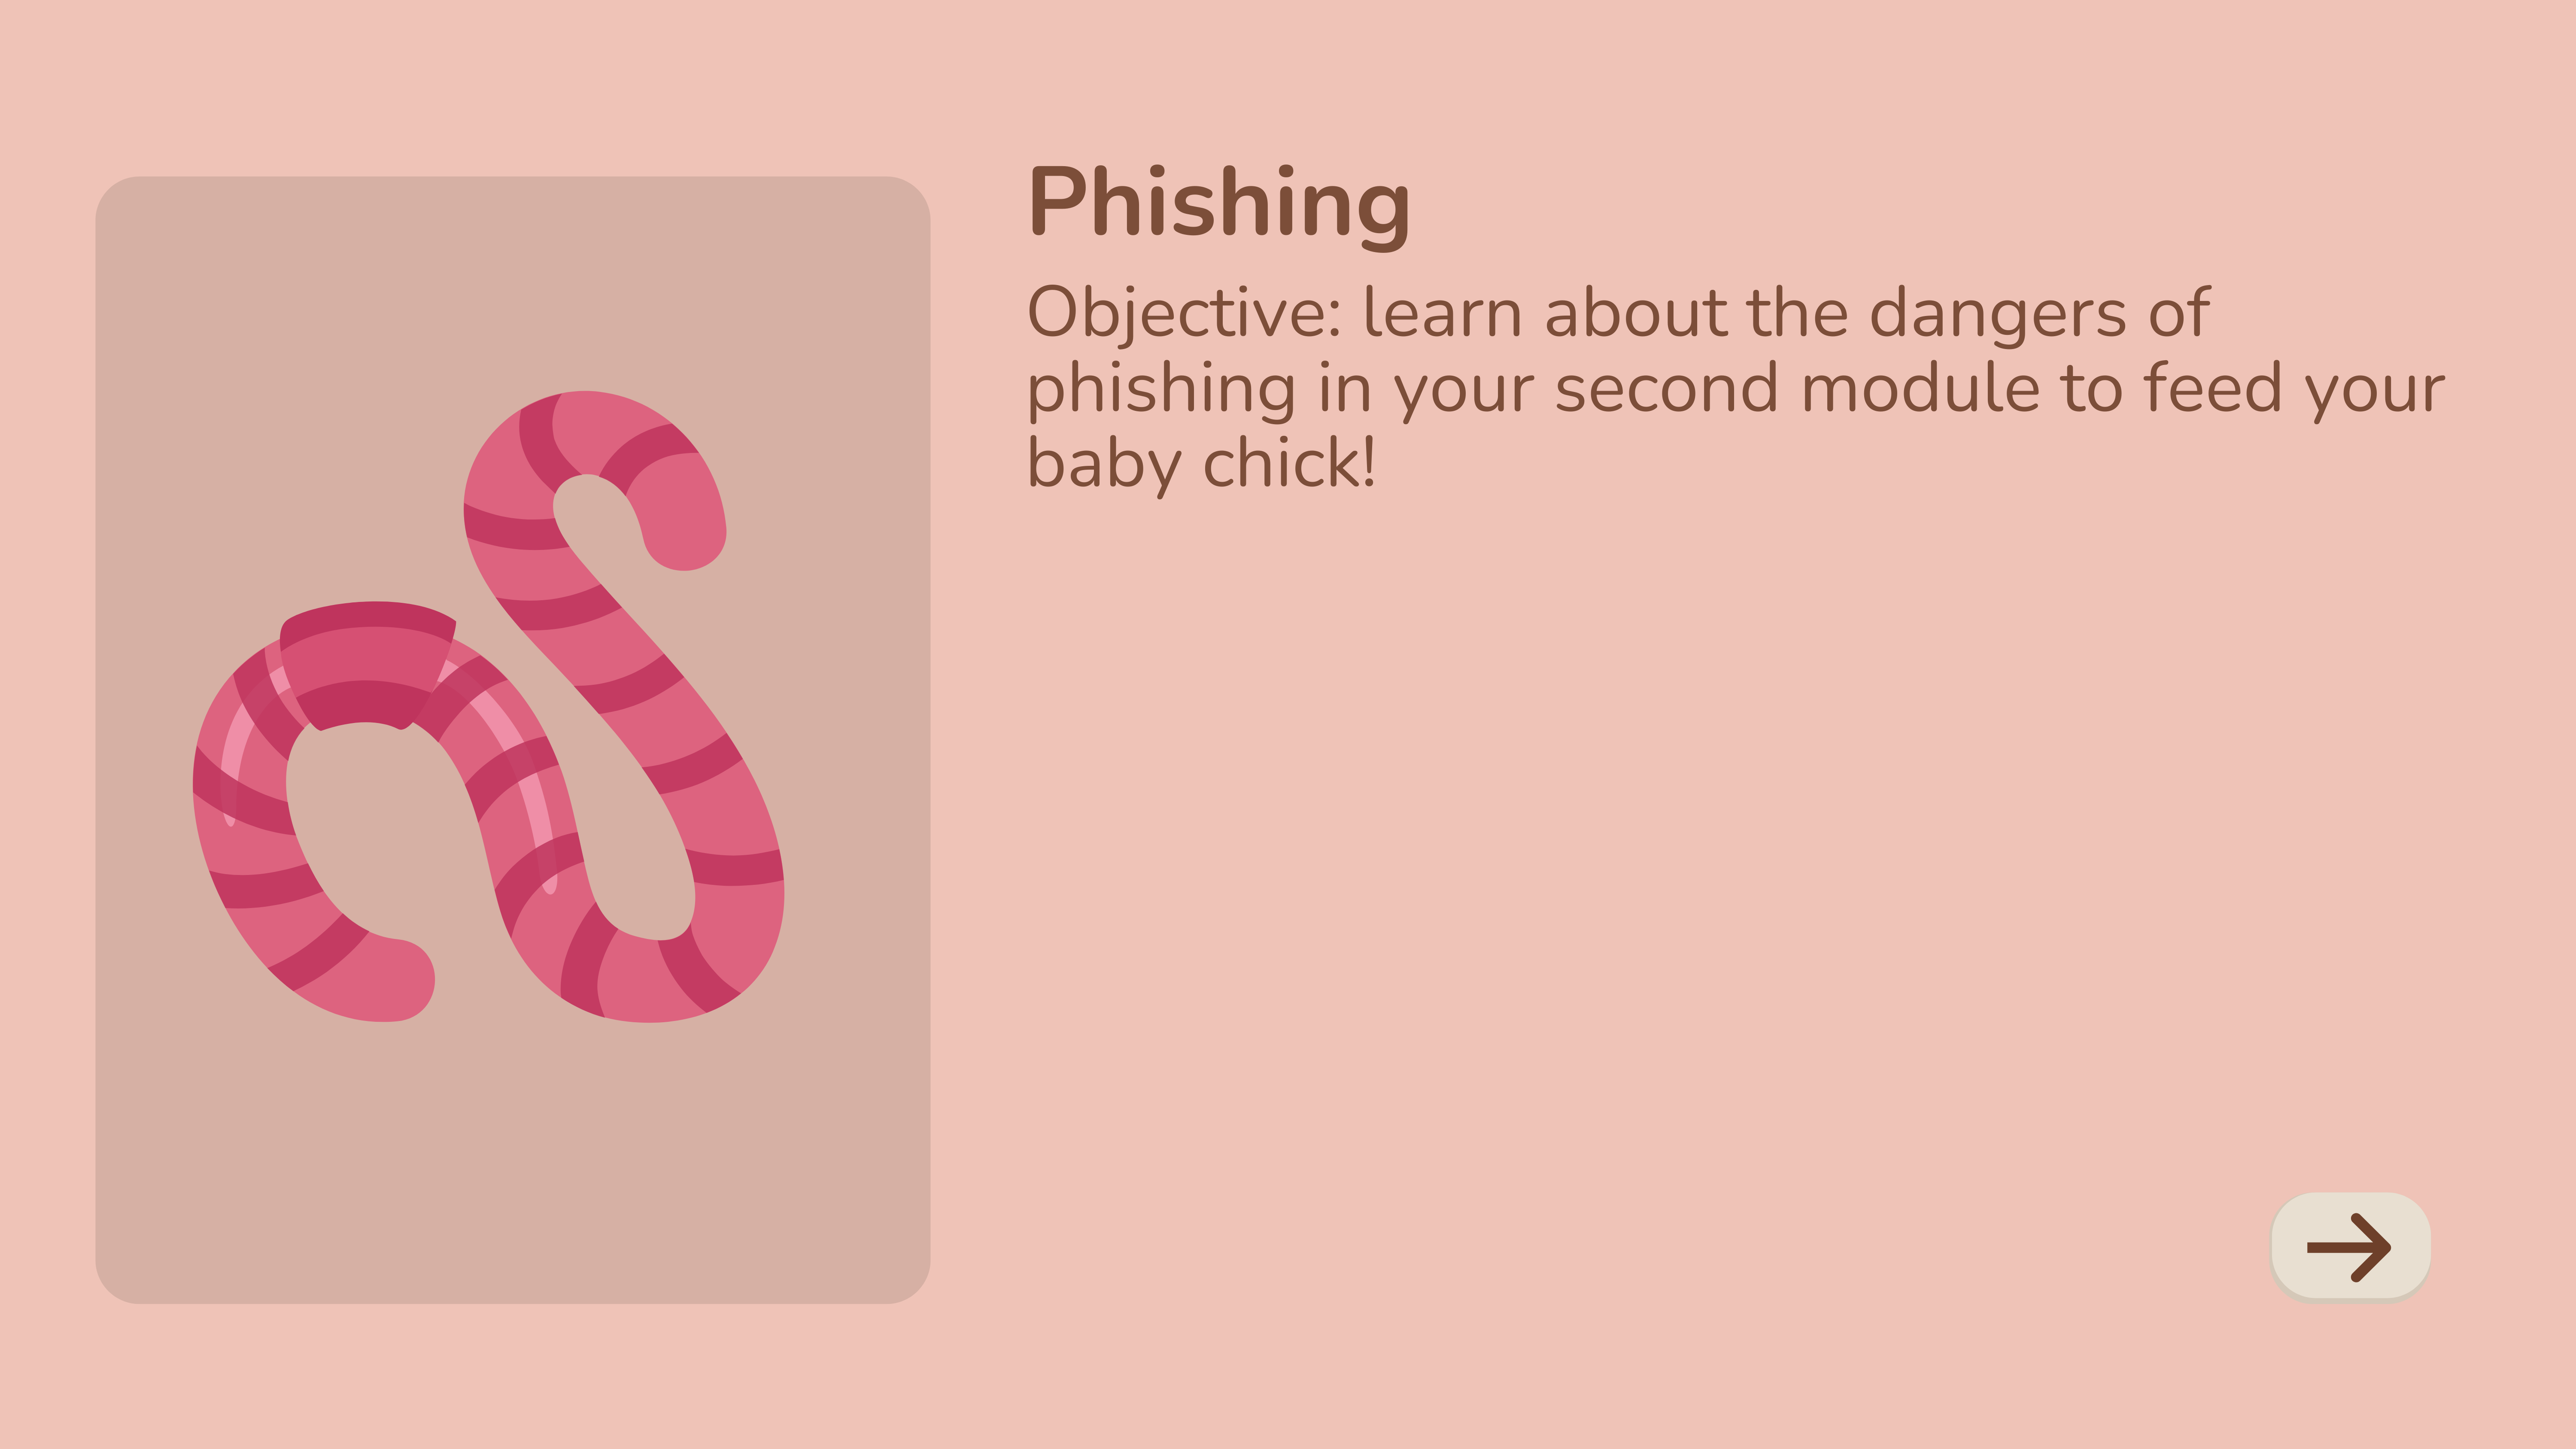 Phishing
Objective: learn about the dangers of
phishing in your second module to feed your
baby chick!